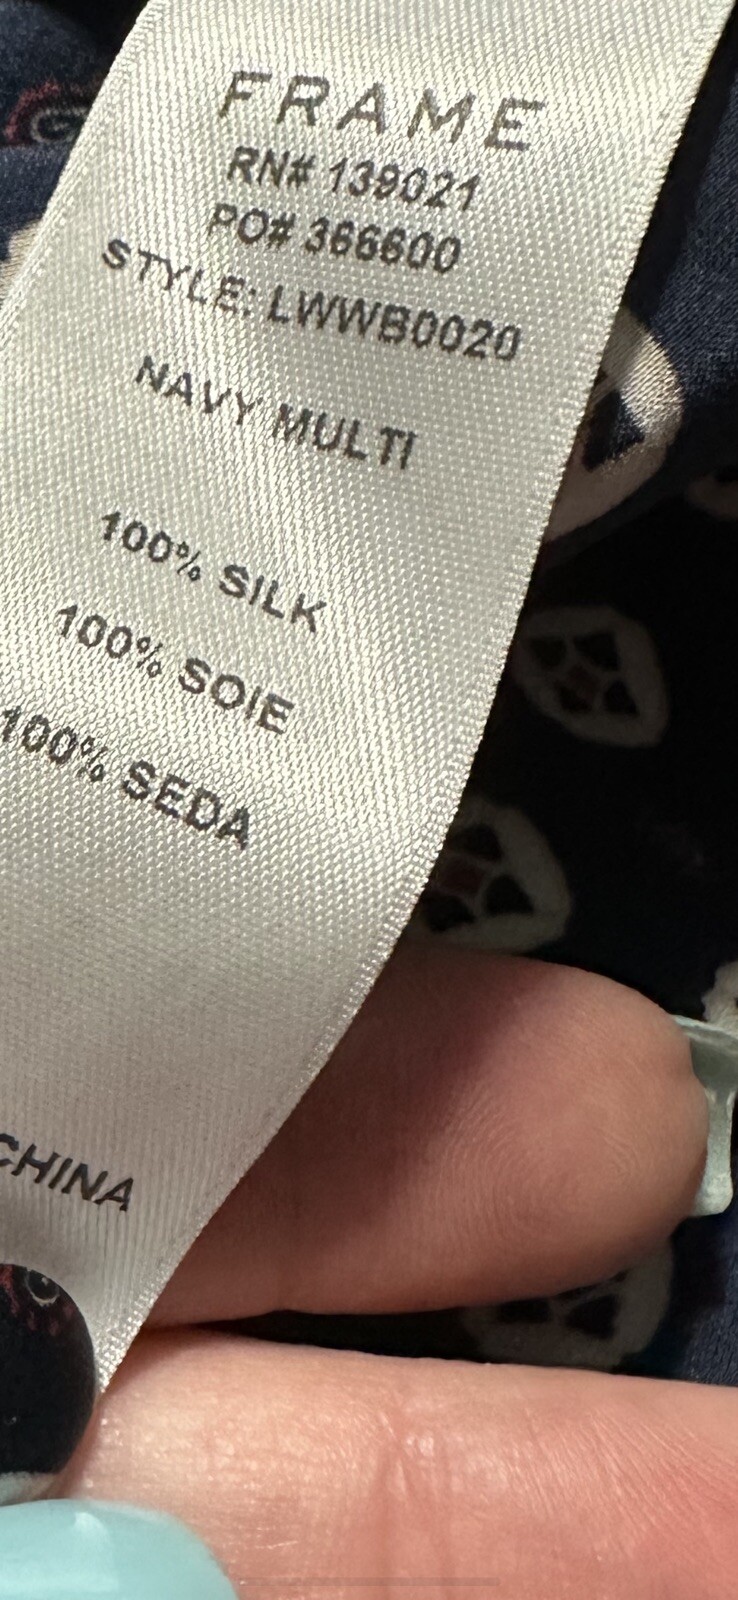 FRAME
RN# 139021
PO# 366600
STYLE: LWWB0020
NAVY MULTI
100% SILK
100% SOIE
100% SEDA
CHINA